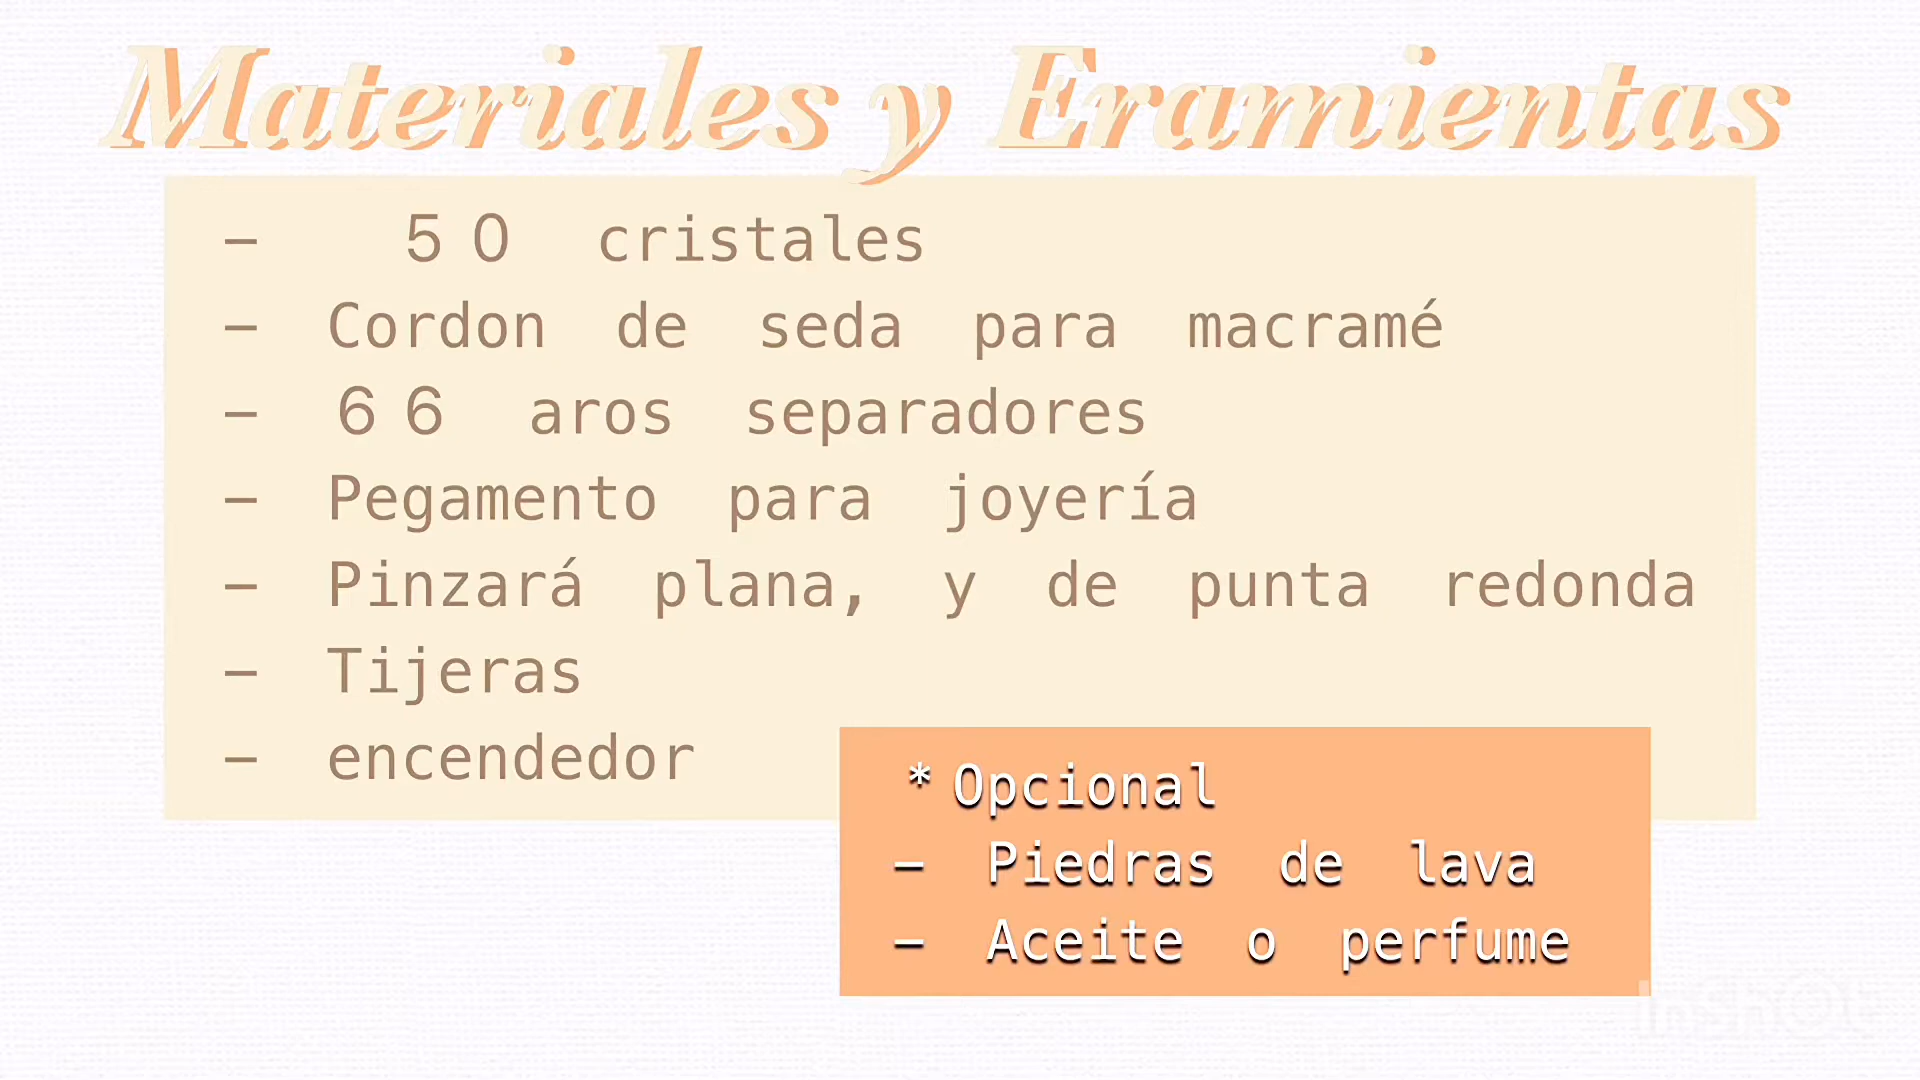 Materiales y Eramientas
- 50 cristales
- Cordon de seda para macramé
- 66 aros separadores
- Pegamento para joyería
- Pinzará plana, y de punta redonda
- Tijeras
- encendedor
* Opcional
- Piedras de lava
- Aceite o perfume
InShOt